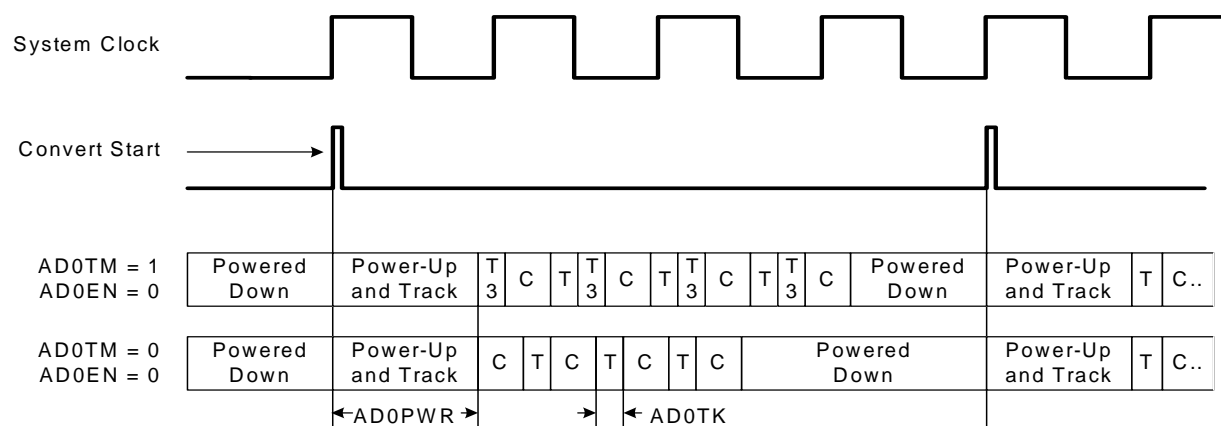 System Clock
Convert Start
AD0TM = 1
AD0EN = 0
Powered
Down
Power-Up
and Track
T
3
C
T
T
3
C
T
T
3
C
T
T
3
C
Powered
Down
Power-Up
and Track
T
C..
AD0TM = 0
AD0EN = 0
Powered
Down
Power-Up
and Track
C
T
C
T
C
T
C
Powered
Down
Power-Up
and Track
T
C..
AD0PWR
AD0TK